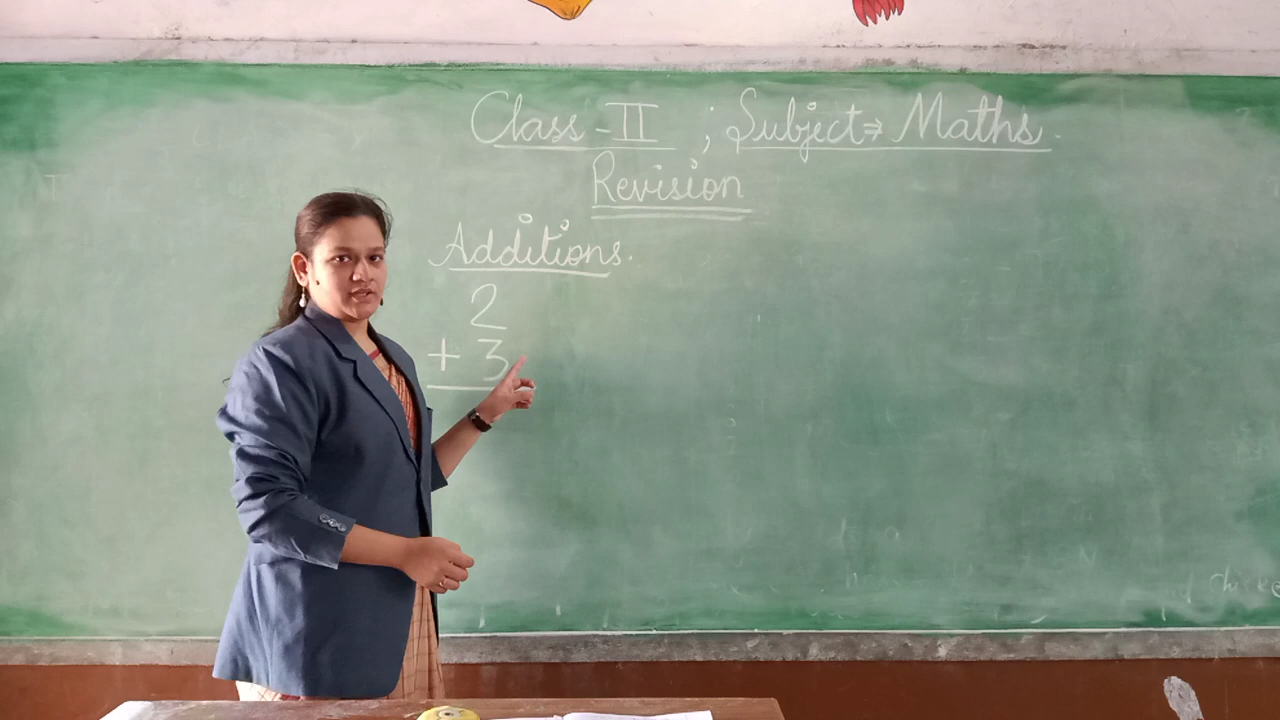 Class - II ; Subject ⇒ Maths.
Revision
Additions.
2
+ 3